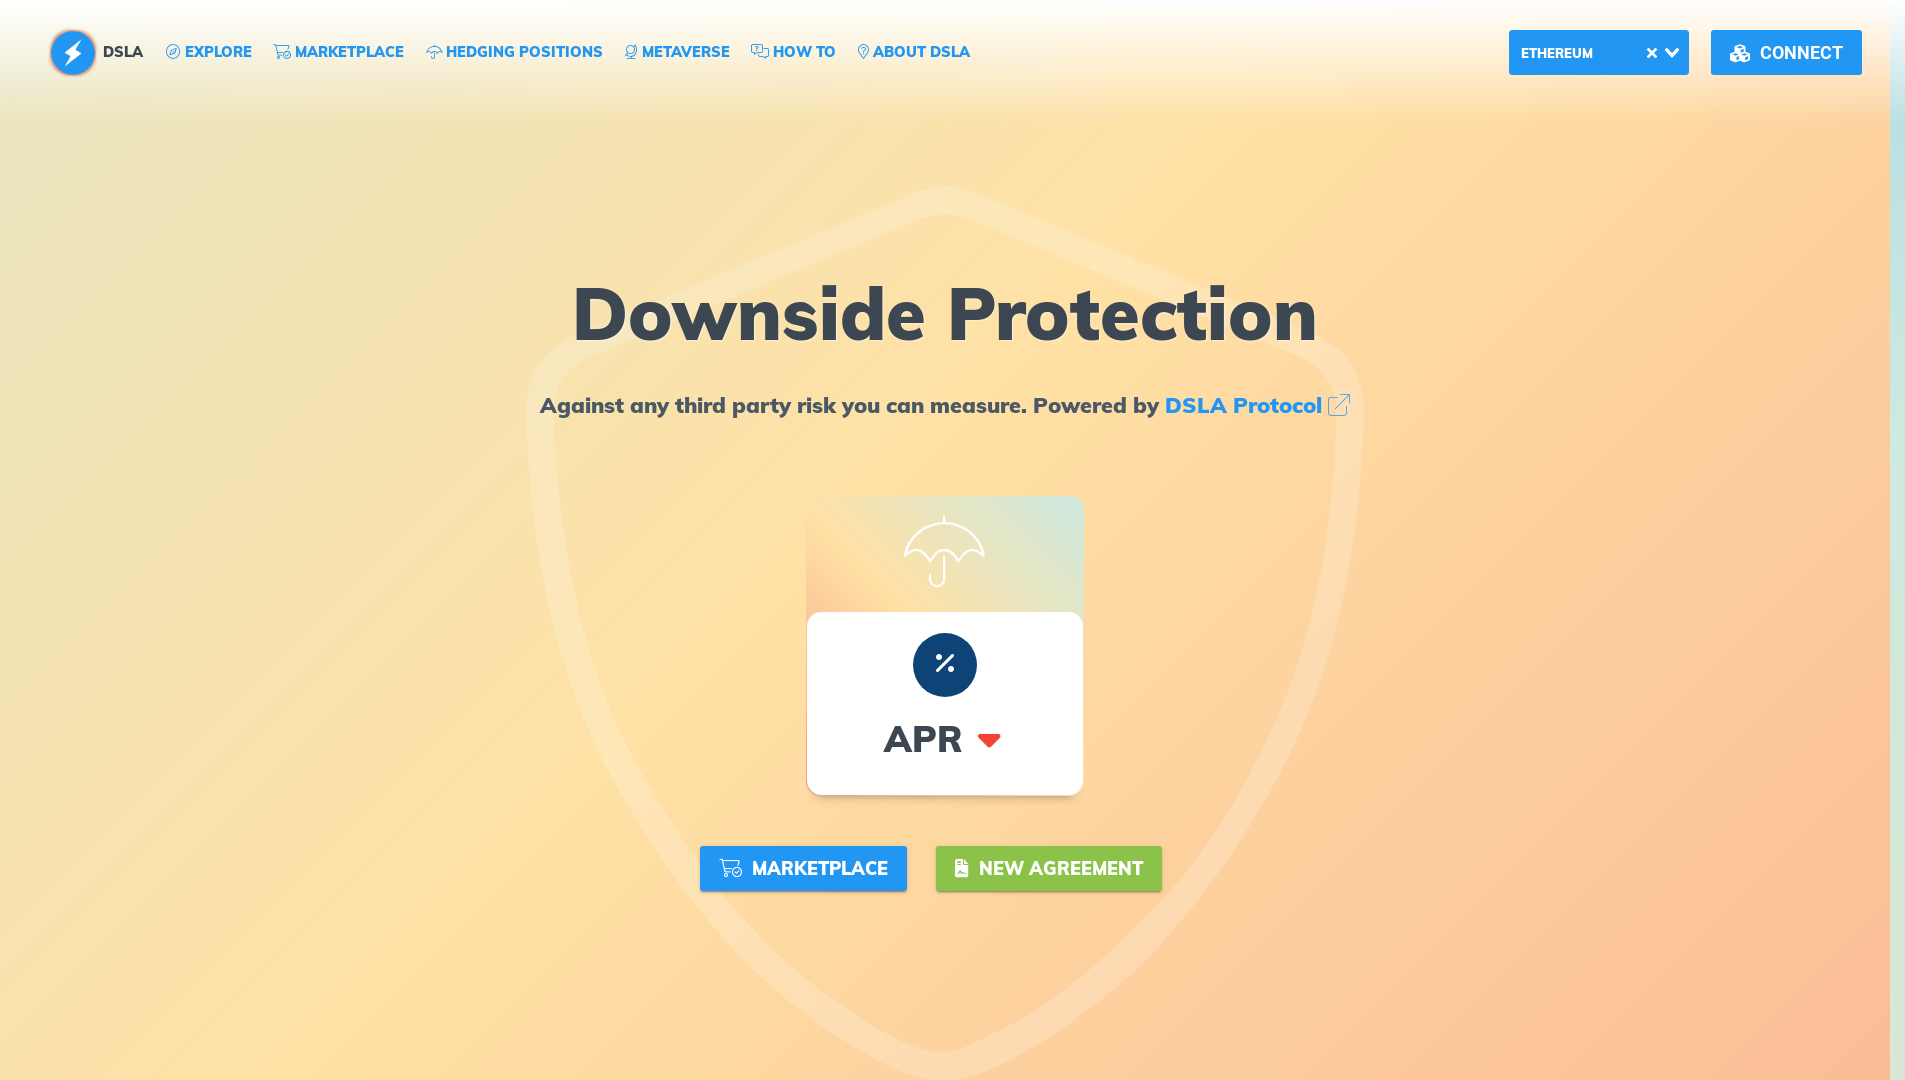 DSLA EXPLORE MARKETPLACE HEDGING POSITIONS METAVERSE HOW TO ABOUT DSLA ETHEREUM CONNECT
Downside Protection
Against any third party risk you can measure. Powered by DSLA Protocol
%
APR
MARKETPLACE NEW AGREEMENT